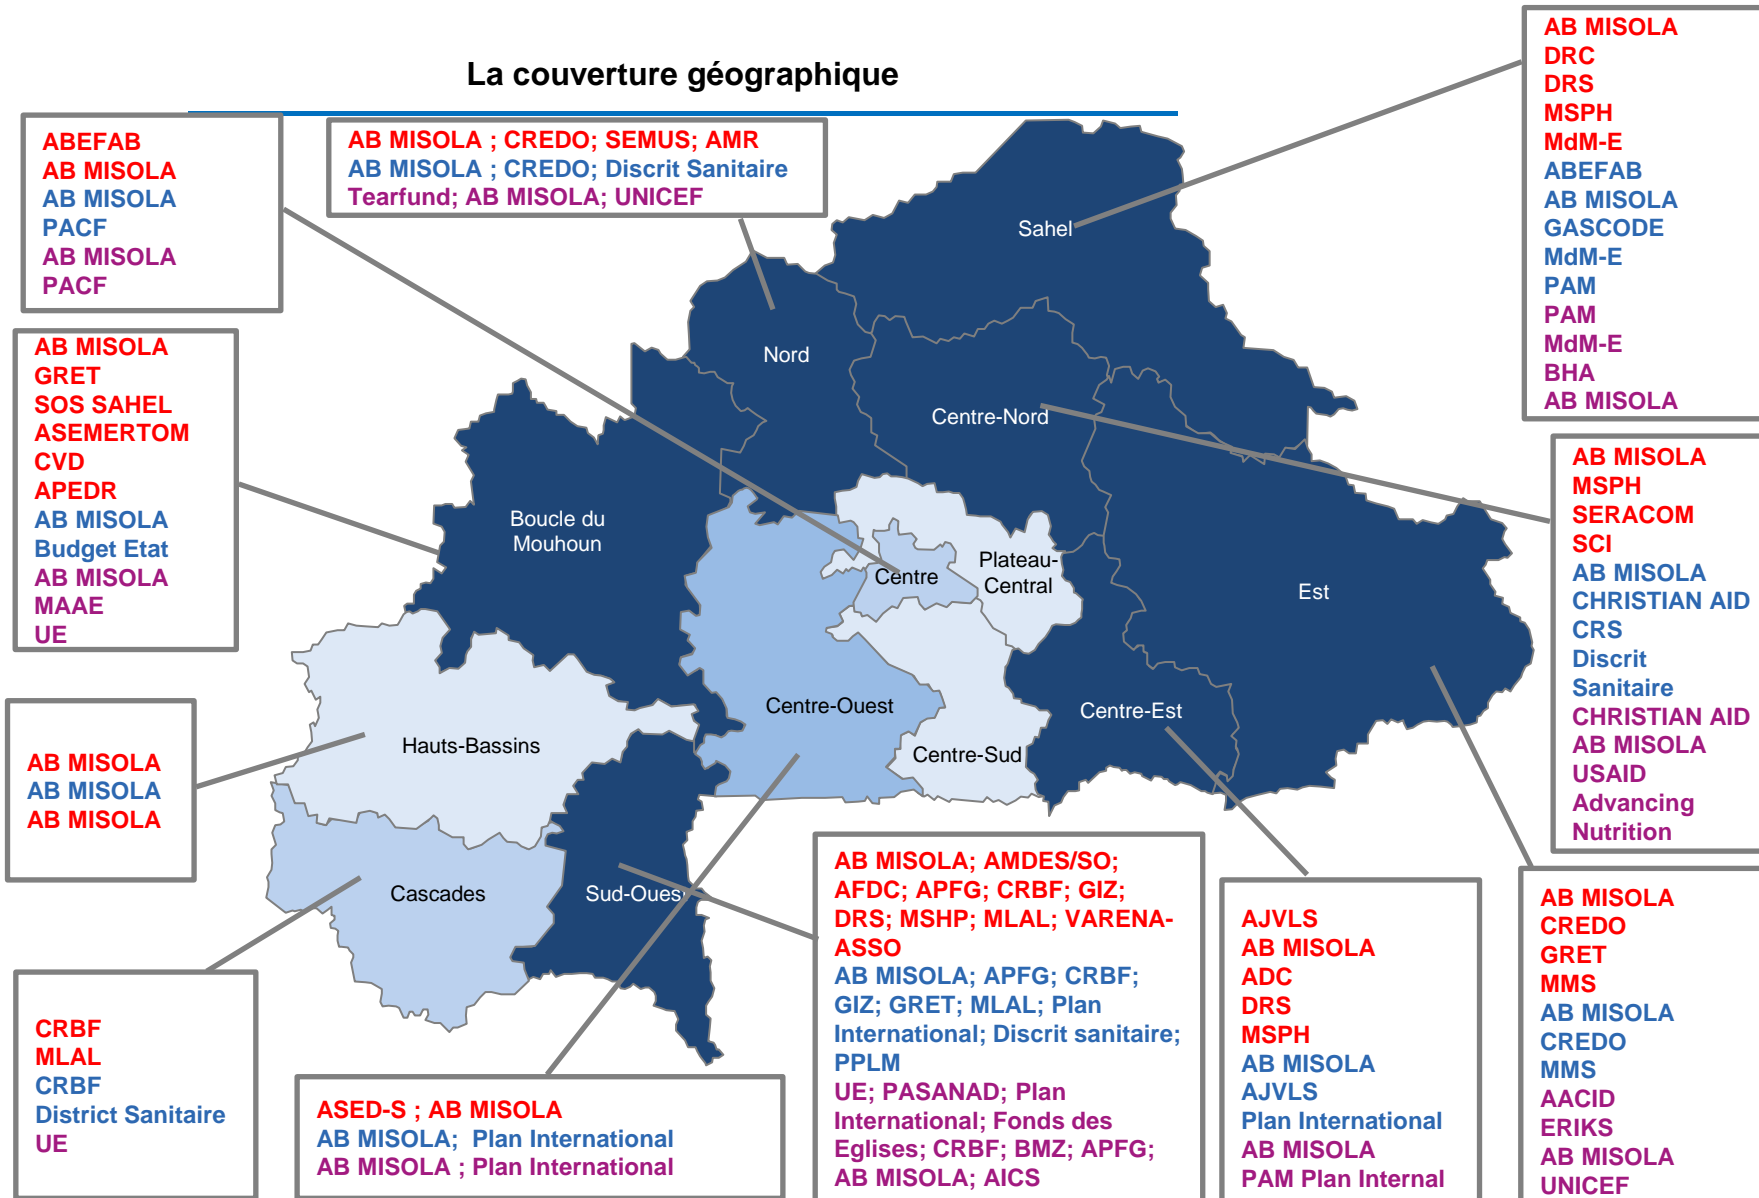 La couverture géographique
ABEFAB
AB MISOLA
AB MISOLA
PACF
AB MISOLA
PACF
AB MISOLA ; CREDO; SEMUS; AMR
AB MISOLA ; CREDO; Discrit Sanitaire
Tearfund; AB MISOLA; UNICEF
AB MISOLA
DRC
DRS
MSPH
MdM-E
ABEFAB
AB MISOLA
GASCODE
MdM-E
PAM
PAM
MdM-E
BHA
AB MISOLA
AB MISOLA
GRET
SOS SAHEL
ASEMERTOM
CVD
APEDR
AB MISOLA
Budget Etat
AB MISOLA
MAAE
UE
Sahel
Nord
Centre-Nord
Boucle du
Mouhoun
Centre
Plateau-
Central
Est
Centre-Ouest
Centre-Est
Hauts-Bassins
Centre-Sud
Cascades
Sud-Oues
AB MISOLA
MSPH
SERACOM
SCI
AB MISOLA
CHRISTIAN AID
CRS
Discrit
Sanitaire
CHRISTIAN AID
AB MISOLA
USAID
Advancing
Nutrition
AB MISOLA
AB MISOLA
AB MISOLA
CRBF
MLAL
CRBF
District Sanitaire
UE
ASED-S ; AB MISOLA
AB MISOLA; Plan International
AB MISOLA ; Plan International
AB MISOLA; AMDES/SO;
AFDC; APFG; CRBF; GIZ;
DRS; MSHP; MLAL; VARENA-
ASSO
AB MISOLA; APFG; CRBF;
GIZ; GRET; MLAL; Plan
International; Discrit sanitaire;
PPLM
UE; PASANAD; Plan
International; Fonds des
Eglises; CRBF; BMZ; APFG;
AB MISOLA; AICS
AJVLS
AB MISOLA
ADC
DRS
MSPH
AB MISOLA
AJVLS
Plan International
AB MISOLA
PAM Plan Internal
AB MISOLA
CREDO
GRET
MMS
AB MISOLA
CREDO
MMS
AACID
ERIKS
AB MISOLA
UNICEF